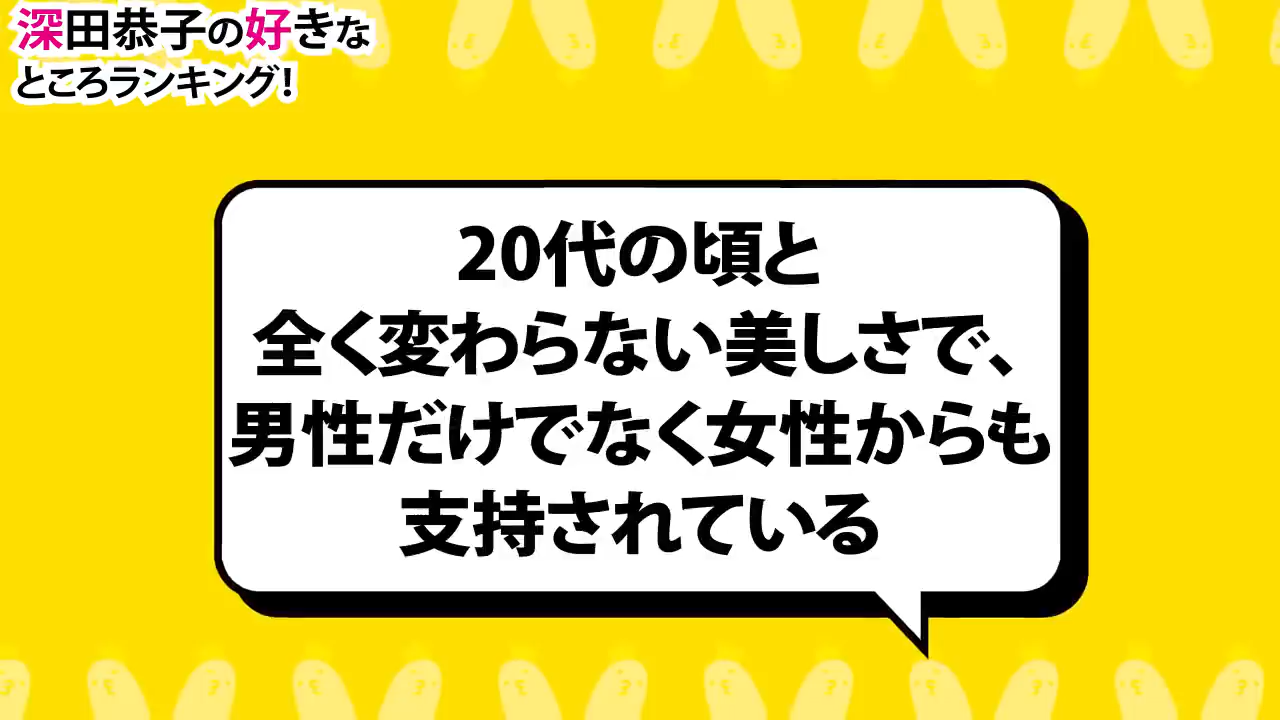 深田恭子の好きな
ところランキング!
20代の頃と
全く変わらない美しさで、
男性だけでなく女性からも
支持されている